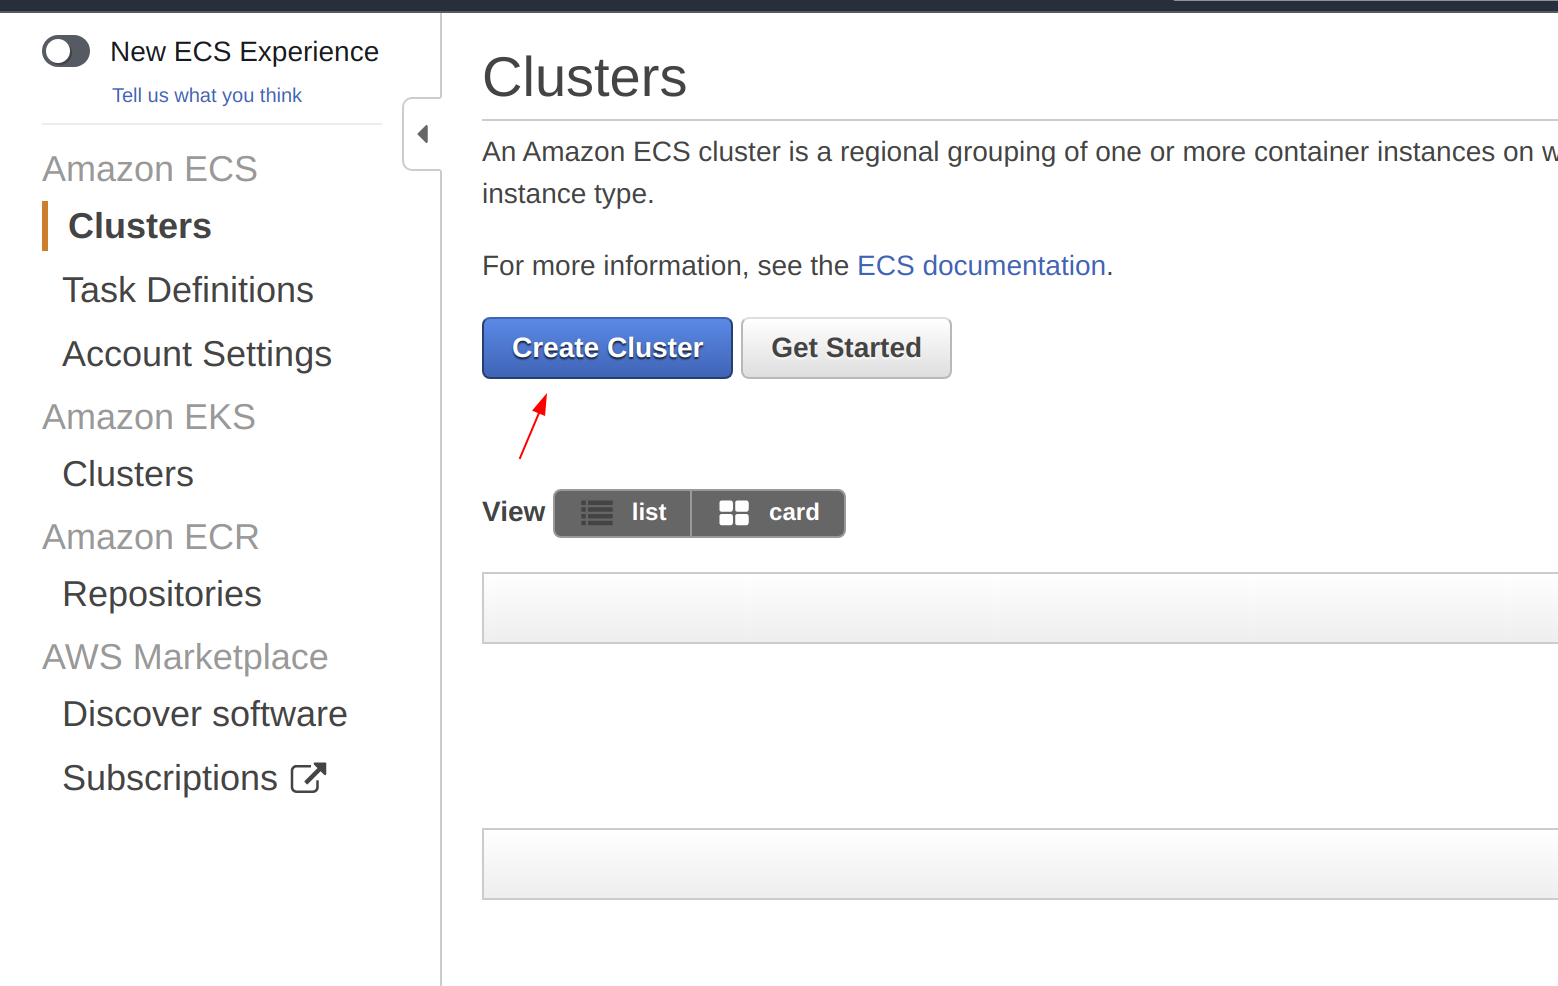 New ECS Experience
Tell us what you think
Amazon ECS
Clusters
Task Definitions
Account Settings
Amazon EKS
Clusters
Amazon ECR
Repositories
AWS Marketplace
Discover software
Subscriptions
Clusters
An Amazon ECS cluster is a regional grouping of one or more container instances on
instance type.
For more information, see the ECS documentation.
Create Cluster Get Started
View list card